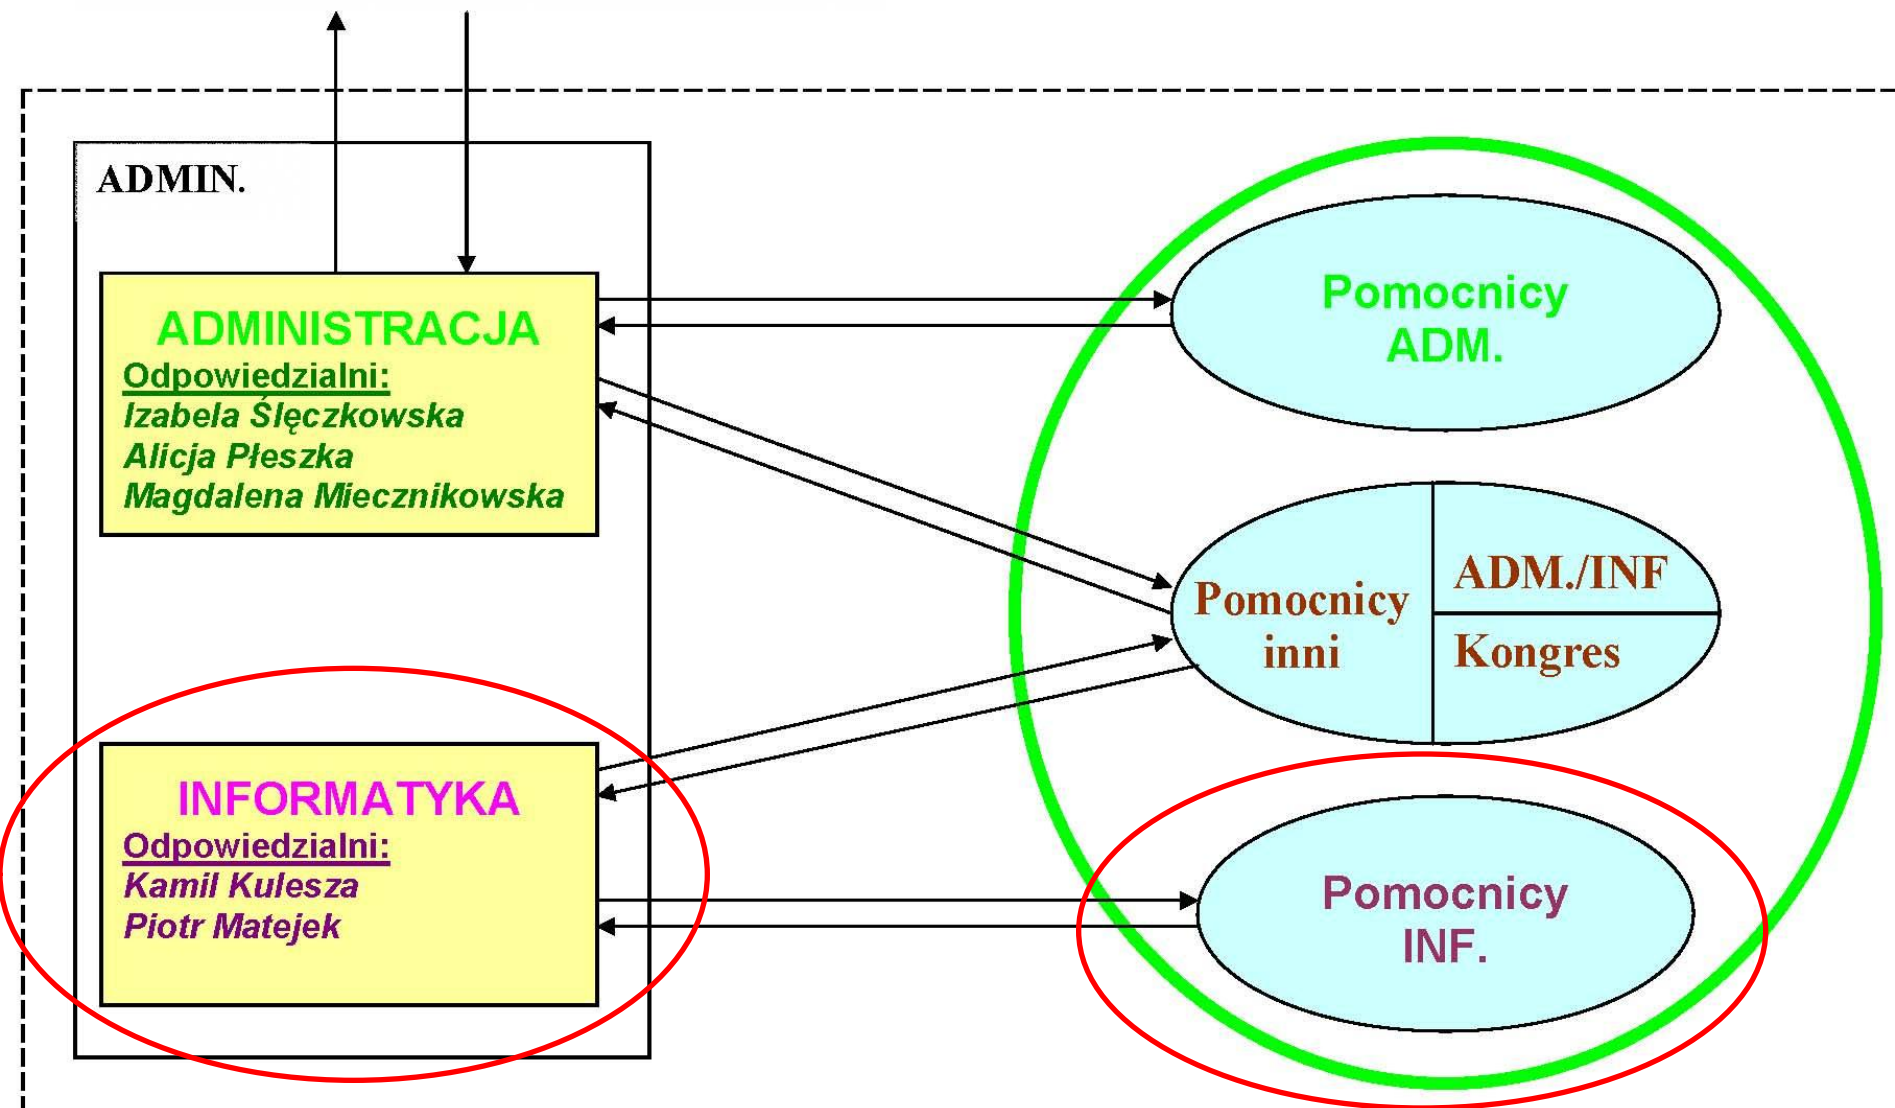 ADMIN.
ADMINISTRACJA
Odpowiedzialni:
Izabela Ślęczkowska
Alicja Płeszka
Magdalena Miecznikowska
INFORMATYKA
Odpowiedzialni:
Kamil Kulesza
Piotr Matejek
Pomocnicy
ADM.
Pomocnicy
inni
ADM./INF
Kongres
Pomocnicy
INF.